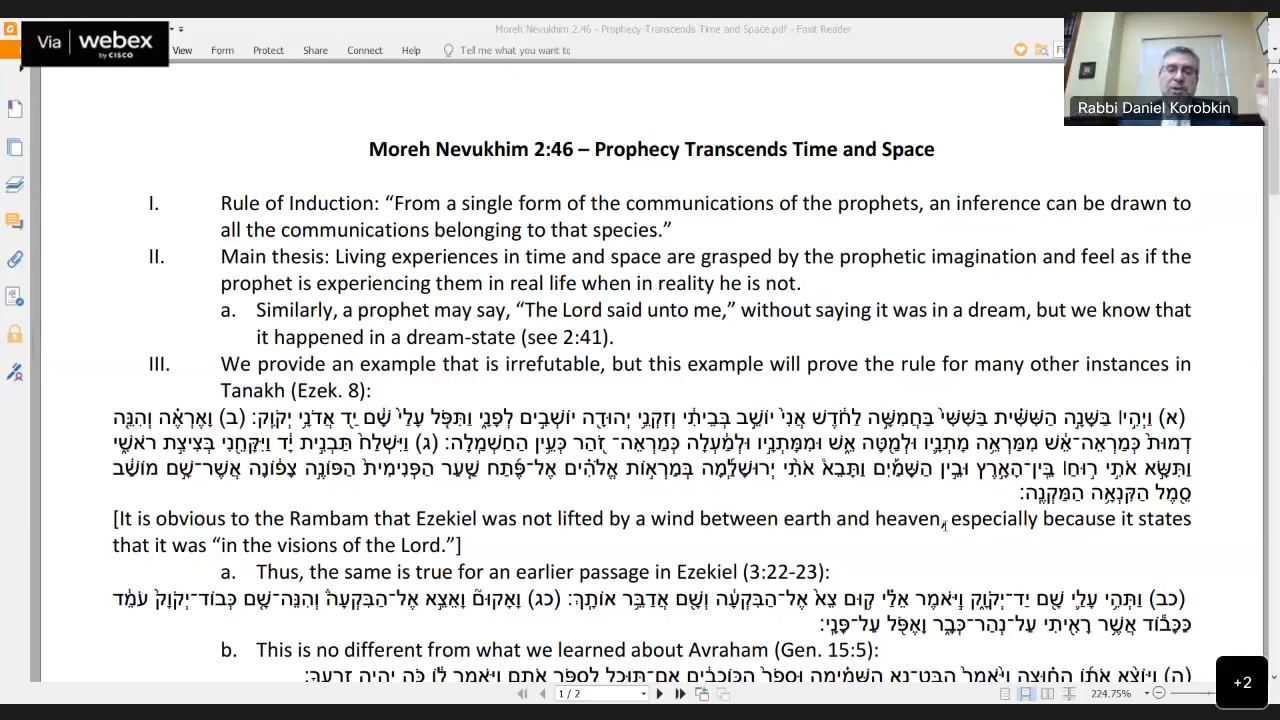 Via webex
by CISCO
Moreh Nevukhim 2.46 - Prophecy Transcends Time and Space.pdf - Foxit Reader
View Form Protect Share Connect Help Tell me what you want to
Rabbi Daniel Korobkin
Moreh Nevukhim 2:46 – Prophecy Transcends Time and Space
I. Rule of Induction: “From a single form of the communications of the prophets, an inference can be drawn to
all the communications belonging to that species.”
II. Main thesis: Living experiences in time and space are grasped by the prophetic imagination and feel as if the
prophet is experiencing them in real life when in reality he is not.
a. Similarly, a prophet may say, “The Lord said unto me,” without saying it was in a dream, but we know that
it happened in a dream-state (see 2:41).
III. We provide an example that is irrefutable, but this example will prove the rule for many other instances in
Tanakh (Ezek. 8):
(א) וַיְהִ֣י׀ בַּשָּׁנָ֣ה הַשִּׁשִּׁ֗ית בַּשִּׁשִּׁי֙ בַּחֲמִשָּׁ֣ה לַחֹ֔דֶשׁ אֲנִי֙ יוֹשֵׁ֣ב בְּבֵיתִ֔י וְזִקְנֵ֥י יְהוּדָ֖ה יוֹשְׁבִ֣ים לְפָנָ֑י וַתִּפֹּ֤ל עָלַי֙ שָׁ֔ם יַ֖ד אֲדֹנָ֥י יְקֹוִֽק׃ (ב) וָאֶרְאֶ֗ה וְהִנֵּ֤ה
דְמוּת֙ כְּמַרְאֵה־אֵ֔שׁ מִמַּרְאֵ֥ה מָתְנָ֛יו וּלְמַ֖טָּה אֵ֑שׁ וּמִמָּתְנָ֣יו וּלְמַ֔עְלָה כְּמַרְאֵה־ זֹ֖הַר כְּעֵ֥ין הַחַשְׁמַֽלָה׃ (ג) וַיִּשְׁלַח֙ תַּבְנִ֣ית יָ֔ד וַיִּקָּחֵ֖נִי בְּצִיצִ֣ת רֹאשִׁ֑י
וַתִּשָּׂ֣א אֹתִ֣י ר֣וּחַ׀ בֵּֽין־הָאָ֣רֶץ וּבֵ֣ין הַשָּׁמַ֡יִם וַתָּבֵא֩ אֹתִ֨י יְרוּשָׁלְַ֜מָה בְּמַרְא֣וֹת אֱלֹהִ֗ים אֶל־פֶּ֜תַח שַׁ֤עַר הַפְּנִימִית֙ הַפּוֹנֶ֣ה צָפ֔וֹנָה אֲשֶׁר־שָׁ֣ם מוֹשַׁ֔ב
סֵ֥מֶל הַקִּנְאָ֖ה הַמַּקְנֶֽה׃
[It is obvious to the Rambam that Ezekiel was not lifted by a wind between earth and heaven, especially because it states
that it was “in the visions of the Lord.”]
a. Thus, the same is true for an earlier passage in Ezekiel (3:22-23):
(כב) וַתְּהִ֥י עָלַ֛י שָׁ֖ם יַד־יְקֹוָ֑ק וַיֹּ֣אמֶר אֵלַ֗י ק֥וּם צֵא֙ אֶל־הַבִּקְעָ֔ה וְשָׁ֖ם אֲדַבֵּ֥ר אוֹתָֽךְ׃ (כג) וָאָקוּם֮ וָאֵצֵ֣א אֶל־הַבִּקְעָה֒ וְהִנֵּה־שָׁ֤ם כְּבוֹד־יְקֹוָק֙ עֹמֵ֔ד
כַּכָּב֕וֹד אֲשֶׁ֥ר רָאִ֖יתִי עַל־נְהַר־כְּבָ֑ר וָאֶפֹּ֖ל עַל־פָּנָֽי׃
b. This is no different from what we learned about Avraham (Gen. 15:5):
(ה) וַיּוֹצֵ֨א אֹת֜וֹ הַח֗וּצָה וַיֹּ֙אמֶר֙ הַבֶּט־נָ֣א הַשָּׁמַ֗יְמָה וּסְפֹר֙ הַכּ֣וֹכָבִ֔ים אִם־תּוּכַ֖ל לִסְפֹּ֣ר אֹתָ֑ם וַיֹּ֣אמֶר ל֔וֹ כֹּ֥ה יִהְיֶ֖ה זַרְעֶֽךָ׃
1 / 2 224.75% +2